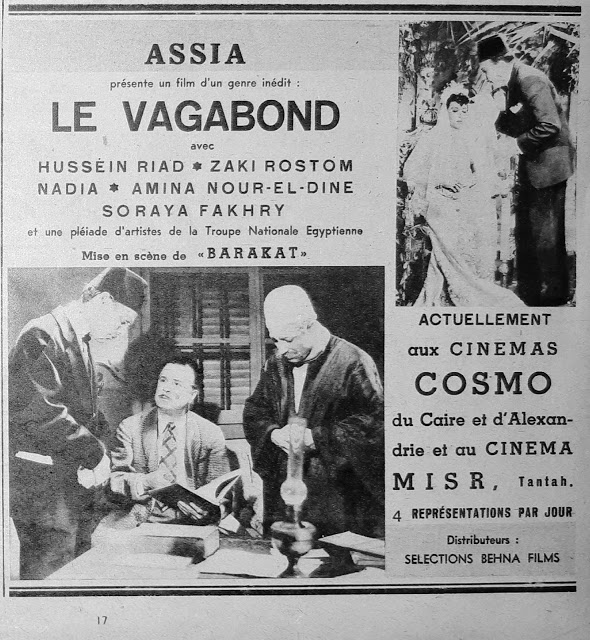 ASSIA
présente un film d'un genre inédit :
LE VAGABOND
avec
HUSSEIN RIAD * ZAKI ROSTOM
NADIA * AMINA NOUR-EL-DINE
SORAYA FAKHRY
et une pléiade d'artistes de la Troupe Nationale Egyptienne
Mise en scène de «BARAKAT»
ACTUELLEMENT
aux CINEMAS
COSMO
du Caire et d'Alexan-
drie et au CINEMA
MISR, Tantah.
4 REPRÉSENTATIONS PAR JOUR
Distributeurs :
SELECTIONS BEHNA FILMS
17